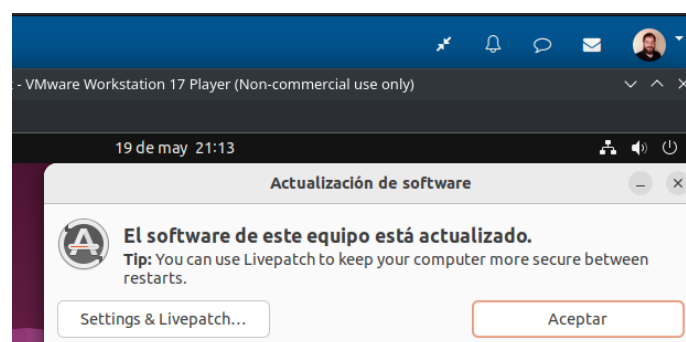 - VMware Workstation 17 Player (Non-commercial use only)
19 de may 21:13
Actualización de software
El software de este equipo está actualizado.
Tip: You can use Livepatch to keep your computer more secure between
restarts.
Settings & Livepatch...
Aceptar